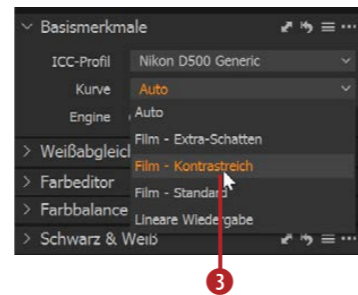 Basismerkmale
ICC-Profil Nikon D500 Generic
Kurve Auto
Engine Auto
Film - Extra-Schatten
Weißabgleich
Film - Kontrastreich
Farbeditor
Film - Standard
Farbbalance
Lineare Wiedergabe
Schwarz & Weiß
3